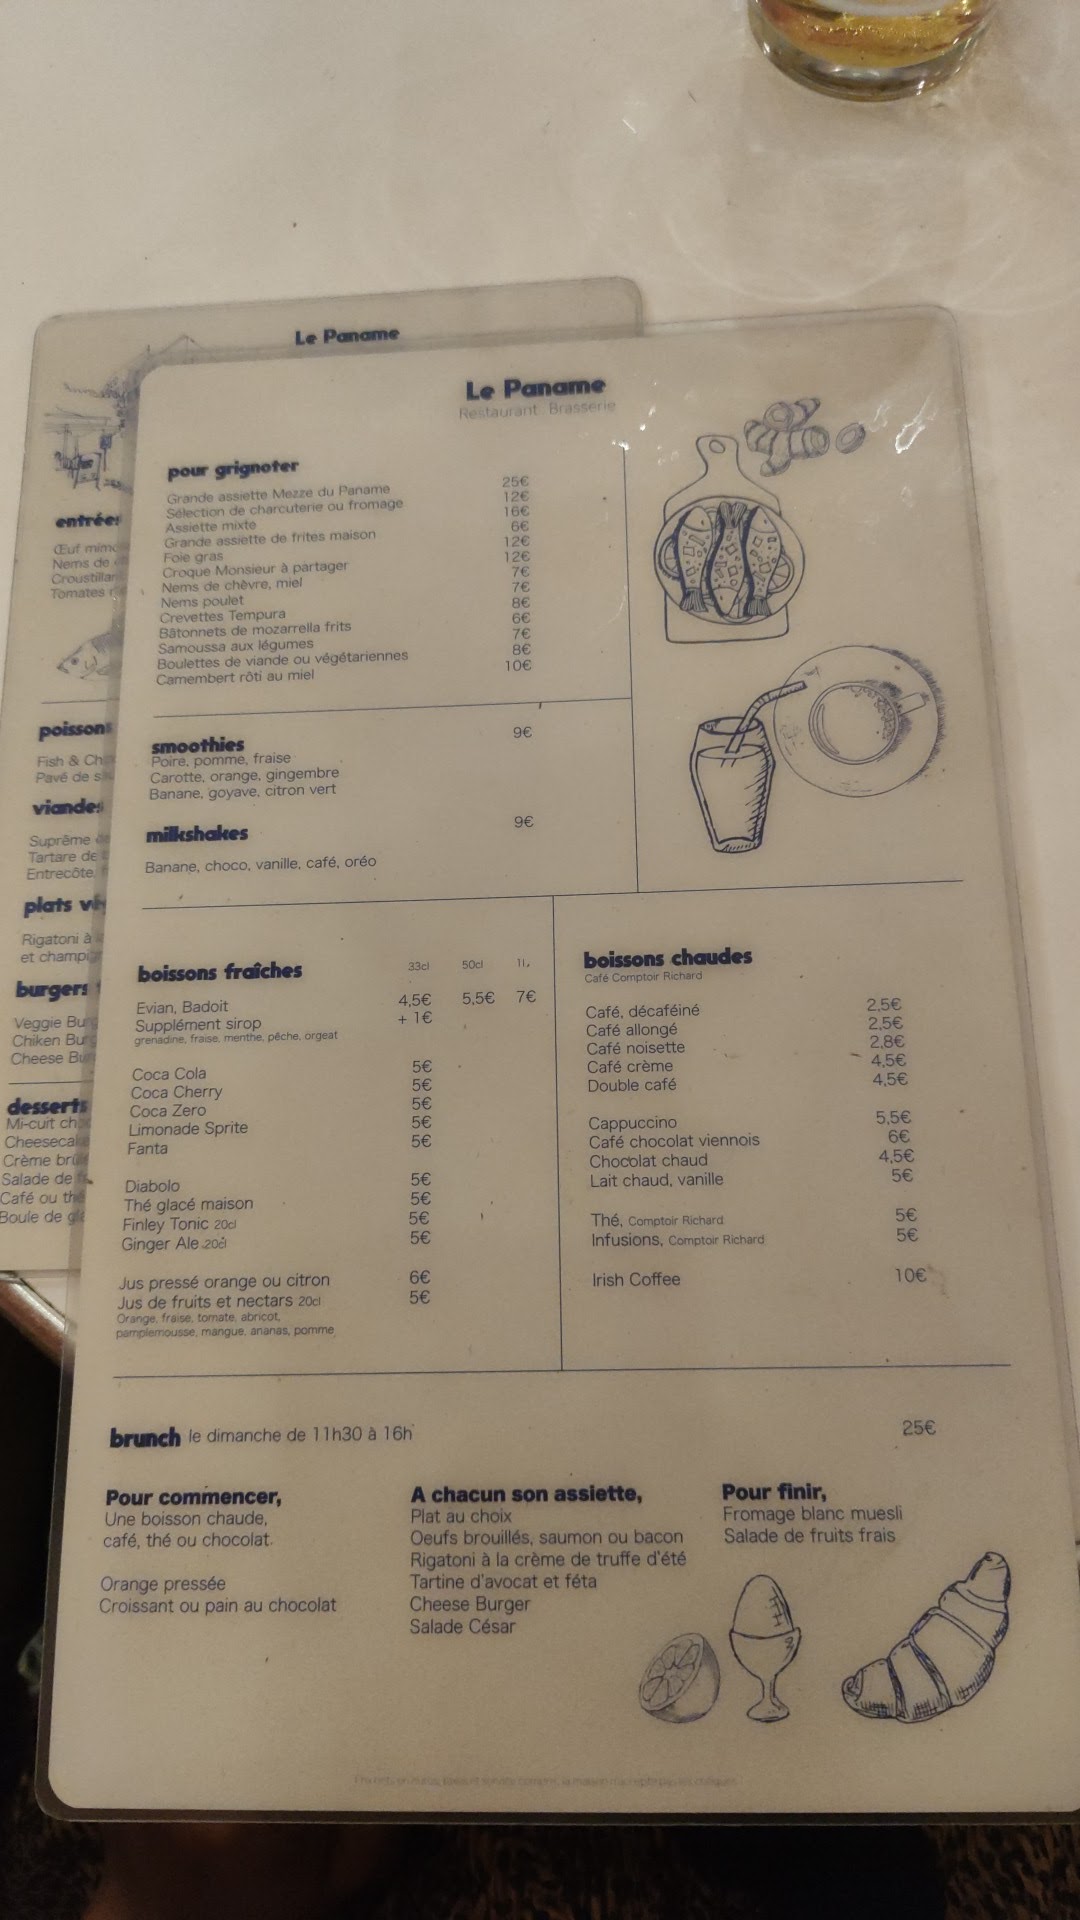 Le Paname
entrées
Œuf
Nems de
Tomates
poissons
Fish &
Pavé de
viandes
Suprême
Tartare de
Entrecôte,
plats
Rigatoni à
et
burgers
Veggie
Chiken
Cheese
desserts
Mi-cuit
Crème
Salade de
Café ou thé
Boule de
Le Paname
Restaurant Brasserie
pour grignoter
Grande assiette Mezze du Paname 25€
Sélection de charcuterie ou fromage 12€
Assiette mixte 16€
Grande assiette de frites maison 6€
Foie gras 12€
Croque Monsieur à partager 12€
Nems de chèvre, miel 7€
Nems poulet 7€
Crevettes Tempura 8€
Bâtonnets de mozarrella frits 6€
Samoussa aux légumes 7€
Boulettes de viande ou végétariennes 8€
Camembert rôti au miel 10€
smoothies 9€
Poire, pomme, fraise
Carotte, orange, gingembre
Banane, goyave, citron vert
milkshakes 9€
Banane, choco, vanille, café, oréo
boissons fraîches 33cl 50cl 1L
Evian, Badoit 4,5€ 5,5€ 7€
Supplément sirop + 1€
grenadine, fraise, menthe, pêche, orgeat
Coca Cola 5€
Coca Cherry 5€
Coca Zero 5€
Limonade Sprite 5€
Fanta 5€
Diabolo 5€
Thé glacé maison 5€
Finley Tonic 20cl 5€
Ginger Ale 20cl 5€
Jus pressé orange ou citron 6€
Jus de fruits et nectars 20cl 5€
Orange, fraise, tomate, abricot,
pamplemousse, mangue, ananas, pomme
boissons chaudes
Café Comptoir Richard
Café, décaféiné 2,5€
Café allongé 2,5€
Café noisette 2,8€
Café crème 4,5€
Double café 4,5€
Cappuccino 5,5€
Café chocolat viennois 6€
Chocolat chaud 4,5€
Lait chaud, vanille 5€
Thé, Comptoir Richard 5€
Infusions, Comptoir Richard 5€
Irish Coffee 10€
brunch le dimanche de 11h30 à 16h 25€
Pour commencer,
Une boisson chaude,
café, thé ou chocolat.
Orange pressée
Croissant ou pain au chocolat
A chacun son assiette,
Plat au choix
Oeufs brouillés, saumon ou bacon
Rigatoni à la crème de truffe d'été
Tartine d'avocat et féta
Cheese Burger
Salade César
Pour finir,
Fromage blanc muesli
Salade de fruits frais